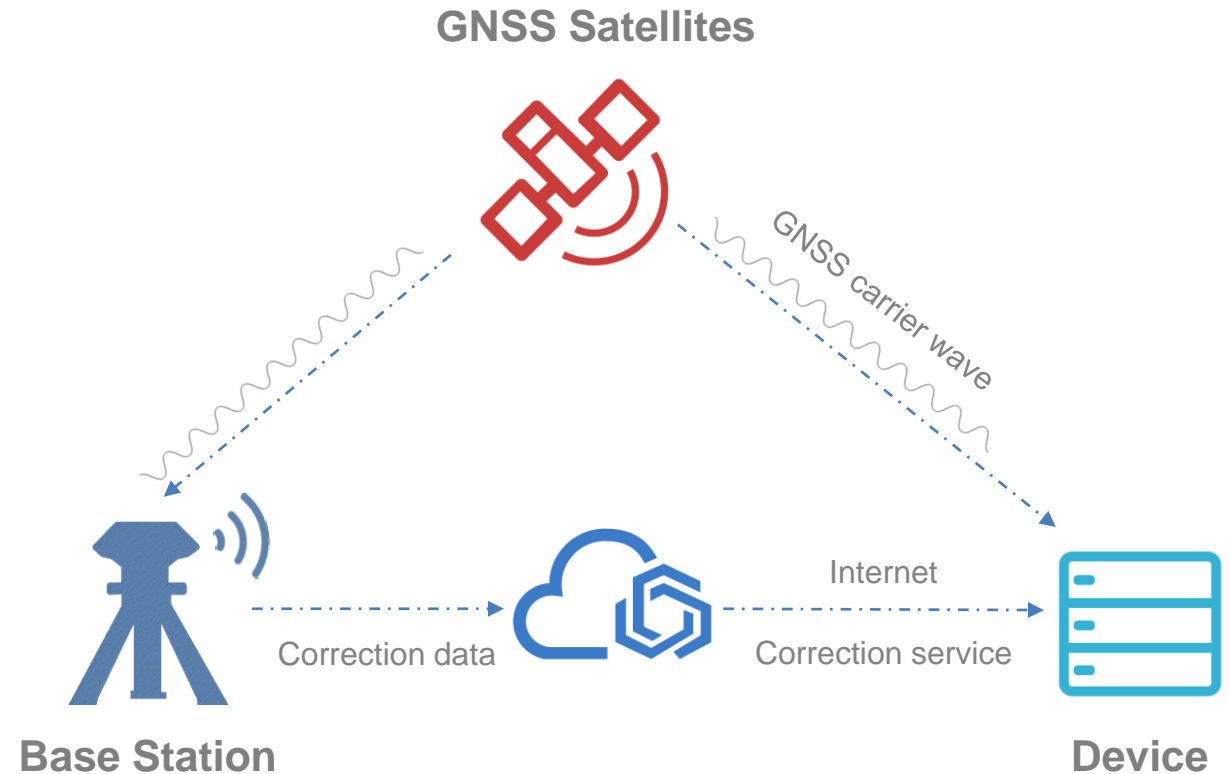 GNSS Satellites
GNSS carrier wave
Internet
Correction data
Correction service
Base Station
Device